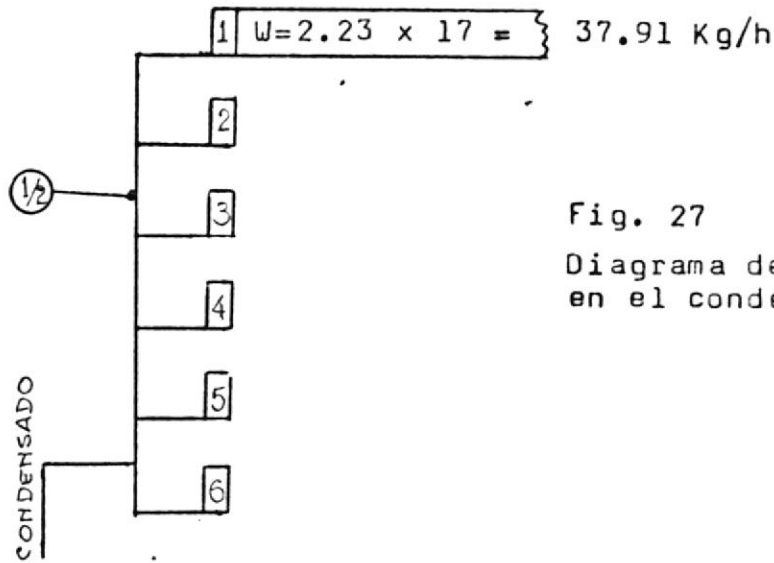 1 W=2.23 x 17 = 37.91 Kg/h
2
1/2
3
Fig. 27
Diagrama de
en el conde
4
5
CONDENSADO
6